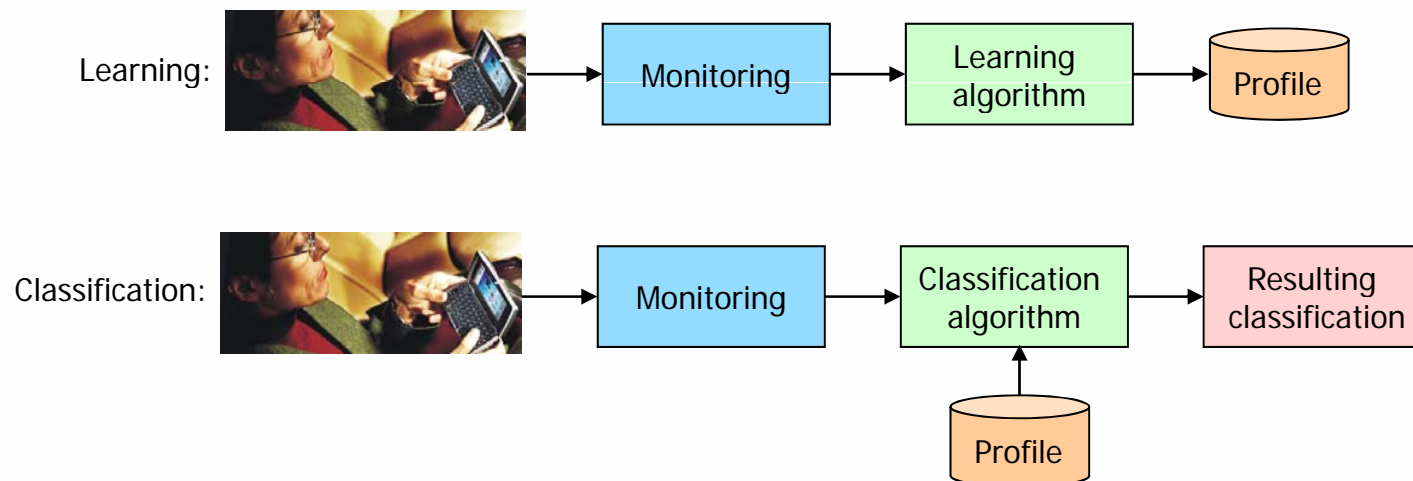 Learning:
Monitoring
Learning
algorithm
Profile
Classification:
Monitoring
Classification
algorithm
Resulting
classification
Profile